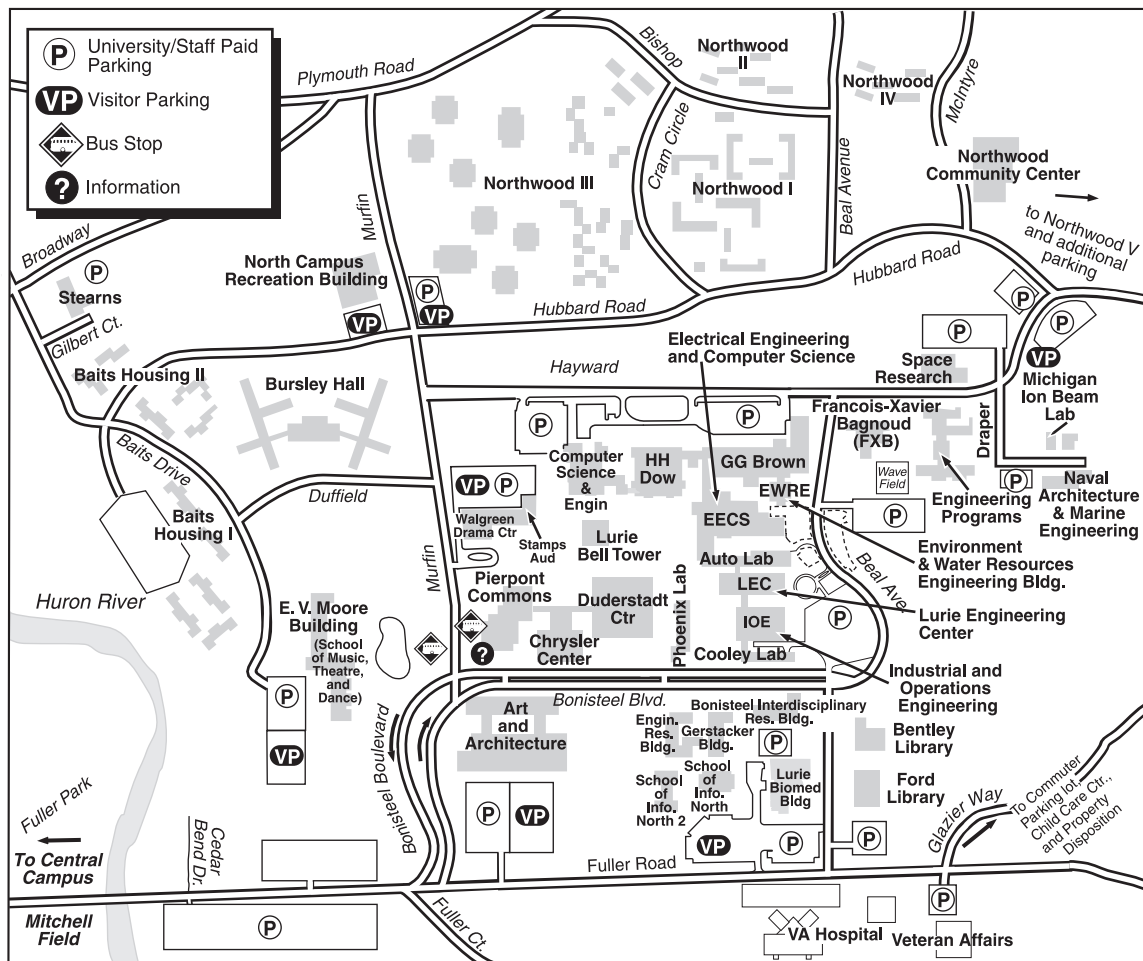 P
University/Staff Paid
Parking
VP
Visitor Parking
Bus Stop
?
Information
Plymouth Road
Bishop
Northwood
II
Northwood
IV
McIntyre
Cram Circle
Beal Avenue
Northwood III
Northwood I
Northwood
Community Center
to Northwood V
and additional
parking
Murfin
Broadway
P
Stearns
Gilbert Ct.
North Campus
Recreation Building
VP
P
VP
Hubbard Road
Hubbard Road
P
P
P
VP
Electrical Engineering
and Computer Science
Hayward
Space
Research
Michigan
Ion Beam
Lab
Baits Housing II
Bursley Hall
Baits Drive
Duffield
Baits
Housing I
P
P
Computer
Science
&
Engin
HH
Dow
GG Brown
Francois-Xavier
Bagnoud
(FXB)
Draper
Wave
Field
P
Naval
Architecture
& Marine
Engineering
Engineering
Programs
VP
P
Walgreen
Drama Ctr
Stamps
Aud
EWRE
EECS
P
Lurie
Bell Tower
Auto Lab
Environment
& Water Resources
Engineering Bldg.
Beal Ave
Murfin
Pierpont
Commons
Duderstadt
Ctr
Phoenix Lab
LEC
IOE
P
Lurie Engineering
Center
Huron River
E. V. Moore
Building
(School
of Music,
Theatre,
and
Dance)
?
Chrysler
Center
Cooley Lab
Industrial and
Operations
Engineering
P
VP
Bonisteel Boulevard
Bonisteel Blvd.
Art
and
Architecture
Bonisteel Interdisciplinary
Res. Bldg.
Engin.
Res.
Bldg.
Gerstacker
Bldg.
P
Bentley
Library
School
of
Info.
North 2
School
of
Info.
North
Lurie
Biomed
Bldg
Ford
Library
P
VP
VP
P
P
Glazier Way
To Commuter
Parking lot,
Child Care Ctr.,
and Property
Disposition
Fuller Park
To Central
Campus
Cedar
Bend Dr.
Fuller Road
Mitchell
Field
P
Fuller Ct.
VA Hospital
P
Veteran Affairs